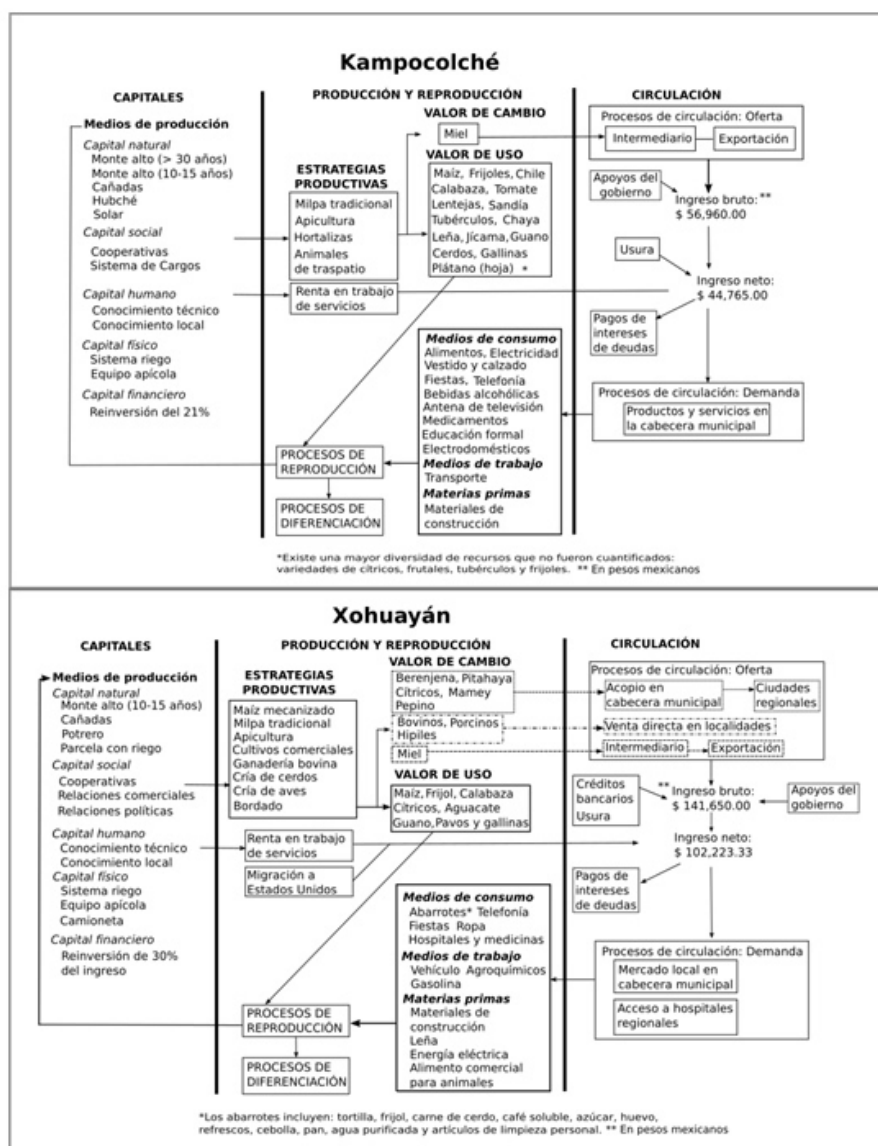 Kampocolché
CAPITALES
Medios de producción
Capital natural
Monte alto (> 30 años)
Monte alto (10-15 años)
Cañadas
Hubché
Solar
Capital social
Cooperativas
Sistema de Cargos
Capital humano
Conocimiento técnico
Conocimiento local
Capital físico
Sistema riego
Equipo apícola
Capital financiero
Reinversión del 21%
PRODUCCIÓN Y REPRODUCCIÓN
VALOR DE CAMBIO
Miel
ESTRATEGIAS
PRODUCTIVAS
Milpa tradicional
Apicultura
Hortalizas
Animales
de traspatio
Renta en trabajo
de servicios
VALOR DE USO
Maíz, Frijoles, Chile
Calabaza, Tomate
Lentejas, Sandía
Tubérculos, Chaya
Leña, Jícama, Guano
Cerdos, Gallinas
Plátano (hoja) *
Medios de consumo
Alimentos, Electricidad
Vestido y calzado
Fiestas, Telefonía
Bebidas alcohólicas
Antena de televisión
Medicamentos
Educación formal
Electrodomésticos
Medios de trabajo
Transporte
Materias primas
Materiales de
construcción
PROCESOS DE
REPRODUCCIÓN
PROCESOS DE
DIFERENCIACIÓN
CIRCULACIÓN
Procesos de circulación: Oferta
Intermediario
Exportación
Apoyos del
gobierno
Ingreso bruto: **
$ 56,960.00
Usura
Ingreso neto:
$ 44,765.00
Pagos de
intereses
de deudas
Procesos de circulación: Demanda
Productos y servicios en
la cabecera municipal
*Existe una mayor diversidad de recursos que no fueron cuantificados:
variedades de cítricos, frutales, tubérculos y frijoles. ** En pesos mexicanos
Xohuayán
CAPITALES
Medios de producción
Capital natural
Monte alto (10-15 años)
Cañadas
Potrero
Parcela con riego
Capital social
Cooperativas
Relaciones comerciales
Relaciones políticas
Capital humano
Conocimiento técnico
Conocimiento local
Capital físico
Sistema riego
Equipo apícola
Camioneta
Capital financiero
Reinversión de 30%
del ingreso
PRODUCCIÓN Y REPRODUCCIÓN
VALOR DE CAMBIO
Berenjena, Pitahaya
Cítricos, Mamey
Pepino
Bovinos, Porcinos
Hipiles
Miel
ESTRATEGIAS
PRODUCTIVAS
Maíz mecanizado
Milpa tradicional
Apicultura
Cultivos comerciales
Ganadería bovina
Cría de cerdos
Cría de aves
Bordado
Renta en trabajo
de servicios
Migración a
Estados Unidos
VALOR DE USO
Maíz, Frijol, Calabaza
Cítricos, Aguacate
Guano,Pavos y gallinas
Medios de consumo
Abarrotes* Telefonía
Fiestas Ropa
Hospitales y medicinas
Medios de trabajo
Vehículo Agroquímicos
Gasolina
Materias primas
Materiales de
construcción
Leña
Energía eléctrica
Alimento comercial
para animales
PROCESOS DE
REPRODUCCIÓN
PROCESOS DE
DIFERENCIACIÓN
CIRCULACIÓN
Procesos de circulación: Oferta
Acopio en
cabecera municipal
Ciudades
regionales
Venta directa en localidades
Intermediario
Exportación
Créditos
bancarios
Usura
** Ingreso bruto:
$ 141,650.00
Apoyos del
gobierno
Ingreso neto:
$ 102,223.33
Pagos de
intereses
de deudas
Procesos de circulación: Demanda
Mercado local en
cabecera municipal
Acceso a hospitales
regionales
*Los abarrotes incluyen: tortilla, frijol, carne de cerdo, café soluble, azúcar, huevo,
refrescos, cebolla, pan, agua purificada y artículos de limpieza personal. ** En pesos mexicanos